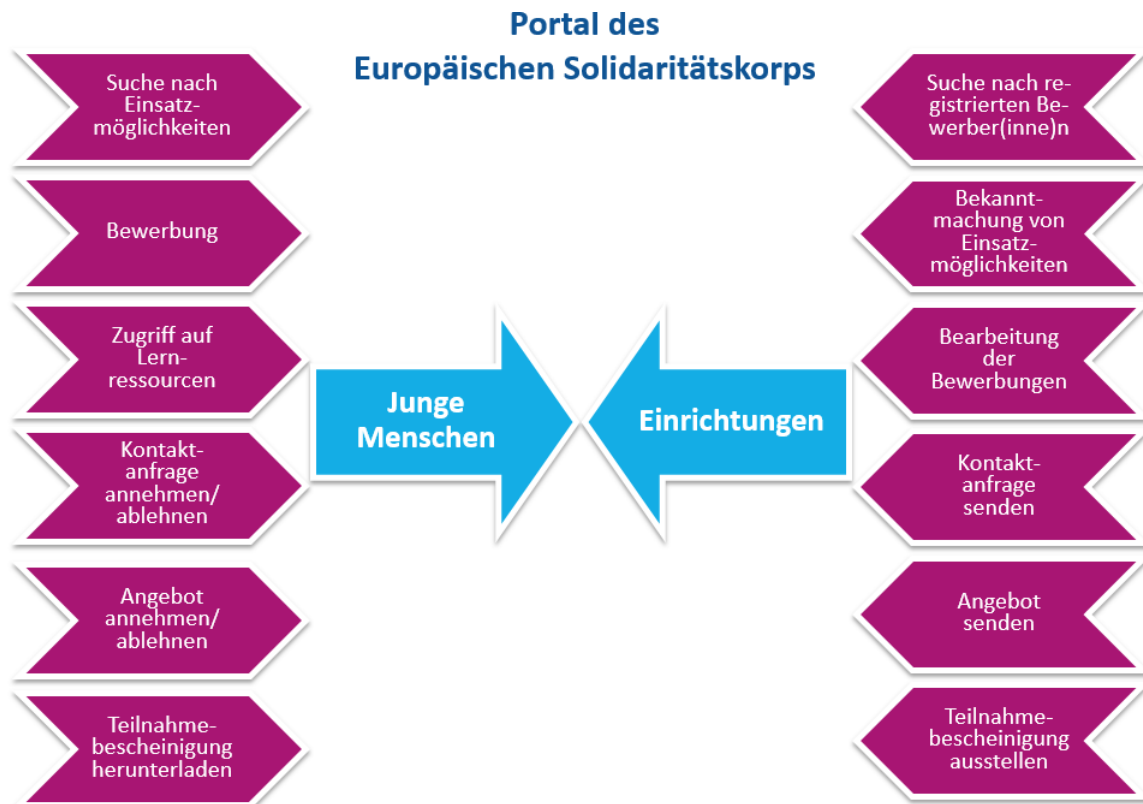 Portal des
Europäischen Solidaritätskorps
Suche nach
Einsatz-
möglichkeiten
Bewerbung
Zugriff auf
Lern-
ressourcen
Kontakt-
anfrage
annehmen/
ablehnen
Angebot
annehmen/
ablehnen
Teilnahme-
bescheinigung
herunterladen
Junge
Menschen
Einrichtungen
Suche nach re-
gistrierten Be-
werber(inne)n
Bekannt-
machung von
Einsatz-
möglichkeiten
Bearbeitung
der
Bewerbungen
Kontakt-
anfrage
senden
Angebot
senden
Teilnahme-
bescheinigung
ausstellen